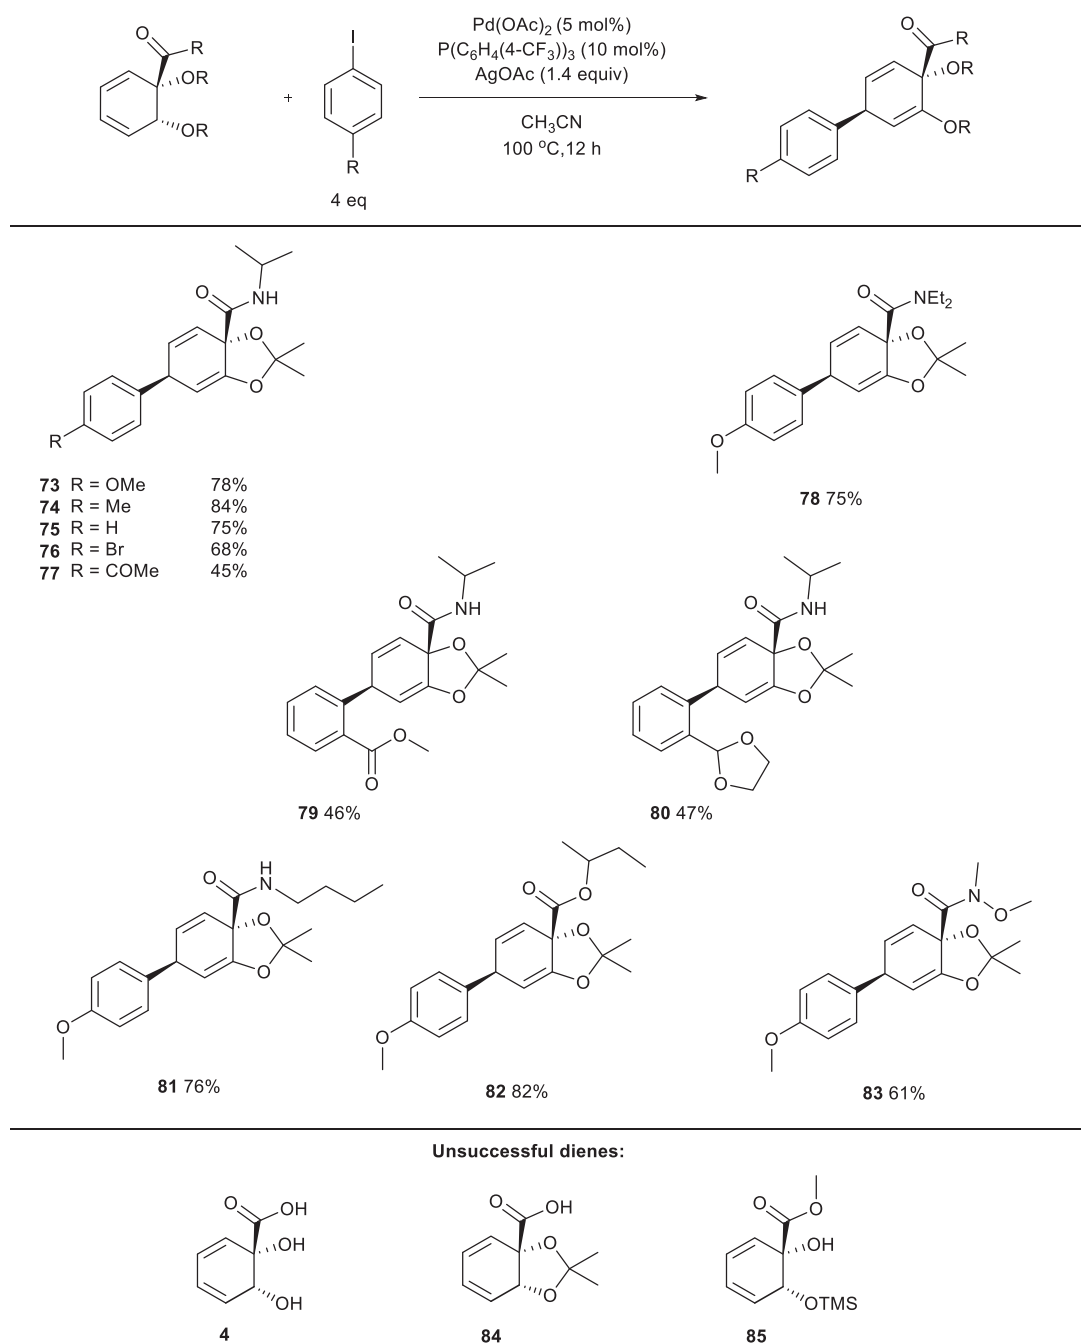 O
R
OR
OR
+
I
R
4 eq
Pd(OAc)2 (5 mol%)
P(C6H4(4-CF3))3 (10 mol%)
AgOAc (1.4 equiv)
CH3CN
100 oC,12 h
O
R
OR
OR
R
O
NH
O
O
R
73 R = OMe 78%
74 R = Me 84%
75 R = H 75%
76 R = Br 68%
77 R = COMe 45%
O
NEt2
O
O
O
78 75%
O
NH
O
O
O
O
79 46%
O
NH
O
O
O
O
80 47%
O
H
N
O
O
O
81 76%
O
O
O
O
O
82 82%
O
N
O
O
O
O
83 61%
Unsuccessful dienes:
O
OH
OH
OH
4
O
OH
O
O
84
O
O
OH
OTMS
85